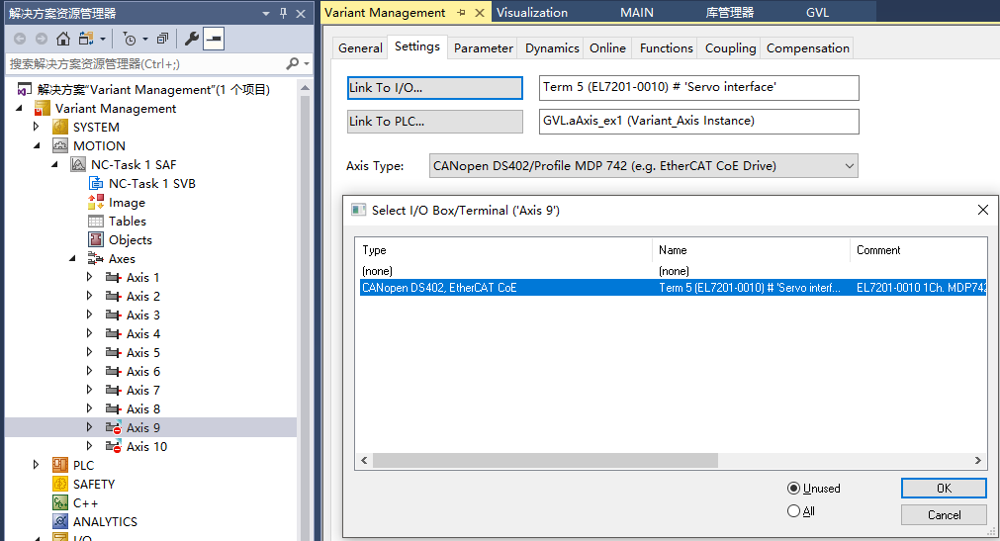 解决方案资源管理器
搜索解决方案资源管理器(Ctrl+;)
解决方案"Variant Management"(1 个项目)
Variant Management
SYSTEM
MOTION
NC-Task 1 SAF
NC-Task 1 SVB
Image
Tables
Objects
Axes
Axis 1
Axis 2
Axis 3
Axis 4
Axis 5
Axis 6
Axis 7
Axis 8
Axis 9
Axis 10
PLC
SAFETY
C++
ANALYTICS
I/O
Variant Management Visualization MAIN 库管理器 GVL
General Settings Parameter Dynamics Online Functions Coupling Compensation
Link To I/O... Term 5 (EL7201-0010) # 'Servo interface'
Link To PLC... GVL.aAxis_ex1 (Variant_Axis Instance)
Axis Type: CANopen DS402/Profile MDP 742 (e.g. EtherCAT CoE Drive)
Select I/O Box/Terminal ('Axis 9')
Type Name Comment
(none) (none)
CANopen DS402, EtherCAT CoE Term 5 (EL7201-0010) # 'Servo interf... EL7201-0010 1Ch. MDP742
Unused OK
All Cancel